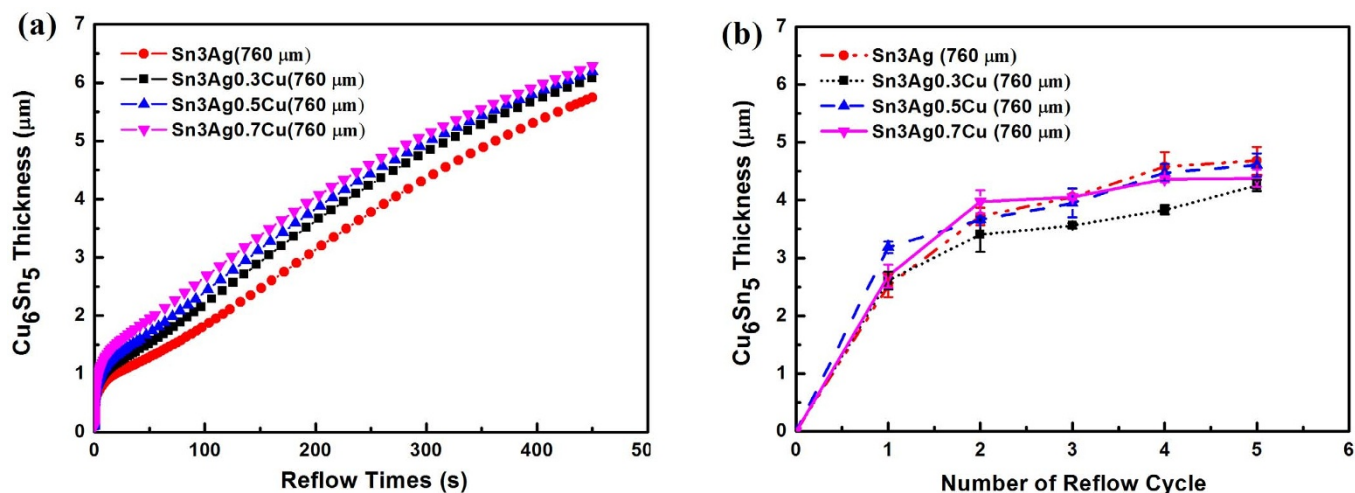 (a)
7
6
5
4
3
2
1
0
Cu6Sn5 Thickness (μm)
Sn3Ag(760 μm)
Sn3Ag0.3Cu(760 μm)
Sn3Ag0.5Cu(760 μm)
Sn3Ag0.7Cu(760 μm)
0 100 200 300 400 50
Reflow Times (s)
(b)
7
6
5
4
3
2
1
0
Cu6Sn5 Thickness (μm)
Sn3Ag (760 μm)
Sn3Ag0.3Cu (760 μm)
Sn3Ag0.5Cu (760 μm)
Sn3Ag0.7Cu (760 μm)
0 1 2 3 4 5 6
Number of Reflow Cycle